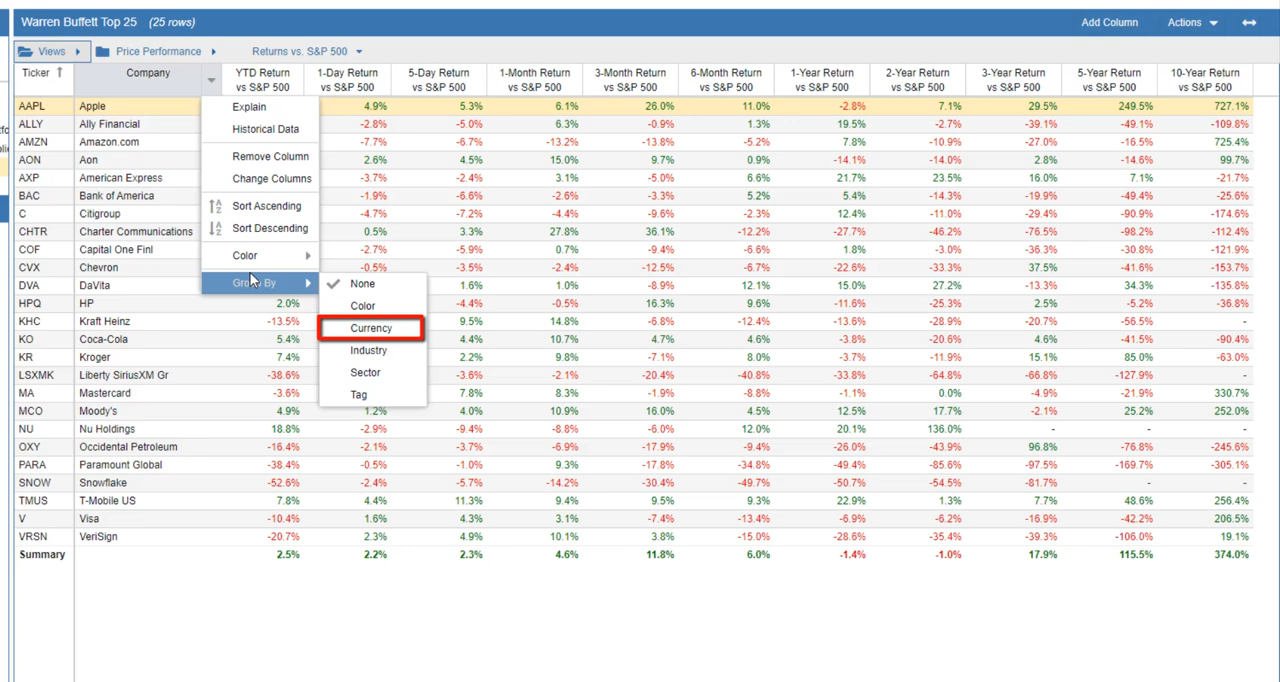 Warren Buffett Top 25 (25 rows) Add Column Actions
Views Price Performance Returns vs. S&P 500
Ticker Company YTD Return vs S&P 500 1-Day Return vs S&P 500 5-Day Return vs S&P 500 1-Month Return vs S&P 500 3-Month Return vs S&P 500 6-Month Return vs S&P 500 1-Year Return vs S&P 500 2-Year Return vs S&P 500 3-Year Return vs S&P 500 5-Year Return vs S&P 500 10-Year Return vs S&P 500
AAPL Apple Explain 4.9% 5.3% 6.1% 26.0% 11.0% -2.8% 7.1% 29.5% 249.5% 727.1%
ALLY Ally Financial Historical Data -2.8% -5.0% 6.3% -0.9% 1.3% 19.5% -2.7% -39.1% -49.1% -109.8%
AMZN Amazon.com -7.7% -6.7% -13.2% -13.8% -5.2% 7.8% -10.9% -27.0% -16.5% 725.4%
AON Aon Remove Column 2.6% 4.5% 15.0% 9.7% 0.9% -14.1% -14.0% 2.8% -14.6% 99.7%
AXP American Express Change Columns -3.7% -2.4% 3.1% -5.0% 6.6% 21.7% 23.5% 16.0% 7.1% -21.7%
BAC Bank of America -1.9% -6.6% -2.6% -3.3% 5.2% 5.4% -14.3% -19.9% -49.4% -25.6%
C Citigroup Sort Ascending -4.7% -7.2% -4.4% -9.6% -2.3% 12.4% -11.0% -29.4% -90.9% -174.6%
CHTR Charter Communications Sort Descending 0.5% 3.3% 27.8% 36.1% -12.2% -27.7% -46.2% -76.5% -98.2% -112.4%
COF Capital One Finl Color -2.7% -5.9% 0.7% -9.4% -6.6% 1.8% -3.0% -36.3% -30.8% -121.9%
CVX Chevron -0.5% -3.5% -2.4% -12.5% -6.7% -22.6% -33.3% 37.5% -41.6% -153.7%
DVA DaVita Group By None 1.6% 1.0% -8.9% 12.1% 15.0% 27.2% -13.3% 34.3% -135.8%
HPQ HP 2.0% Color -4.4% -0.5% 16.3% 9.6% -11.6% -25.3% 2.5% -5.2% -36.8%
KHC Kraft Heinz -13.5% Currency 9.5% 14.8% -6.8% -12.4% -13.6% -28.9% -20.7% -56.5% -
KO Coca-Cola 5.4% 4.4% 10.7% 4.7% 4.6% -3.8% -20.6% 4.6% -41.5% -90.4%
KR Kroger 7.4% Industry 2.2% 9.8% -7.1% 8.0% -3.7% -11.9% 15.1% 85.0% -63.0%
LSXMK Liberty SiriusXM Gr -38.6% Sector -3.6% -2.1% -20.4% -40.8% -33.8% -64.8% -66.8% -127.9% -
MA Mastercard -3.6% Tag 7.8% 8.3% -1.9% -8.8% -1.1% 0.0% -4.9% -21.9% 330.7%
MCO Moody's 4.9% 1.2% 4.0% 10.9% 16.0% 4.5% 12.5% 17.7% -2.1% 25.2% 252.0%
NU Nu Holdings 18.8% -2.9% -9.4% -8.8% -6.0% 12.0% 20.1% 136.0% - - -
OXY Occidental Petroleum -16.4% -2.1% -3.7% -6.9% -17.9% -9.4% -26.0% -43.9% 96.8% -76.8% -245.6%
PARA Paramount Global -38.4% -0.5% -1.0% 9.3% -17.8% -34.8% -49.4% -85.6% -97.5% -169.7% -305.1%
SNOW Snowflake -52.6% -2.4% -5.7% -14.2% -30.4% -49.7% -50.7% -54.5% -81.7% - -
TMUS T-Mobile US 7.8% 4.4% 11.3% 9.4% 9.5% 9.3% 22.9% 1.3% 7.7% 48.6% 256.4%
V Visa -10.4% 1.6% 4.3% 3.1% -7.4% -13.4% -6.9% -6.2% -16.9% -42.2% 206.5%
VRSN VeriSign -20.7% 2.3% 4.9% 10.1% 3.8% -15.0% -28.6% -35.4% -39.3% -106.0% 19.1%
Summary 2.5% 2.2% 2.3% 4.6% 11.8% 6.0% -1.4% -1.0% 17.9% 115.5% 374.0%